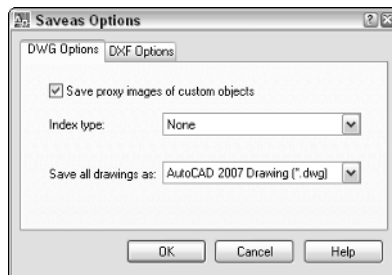 Saveas Options
DWG Options DXF Options
Save proxy images of custom objects
Index type: None
Save all drawings as: AutoCAD 2007 Drawing (*.dwg)
OK Cancel Help